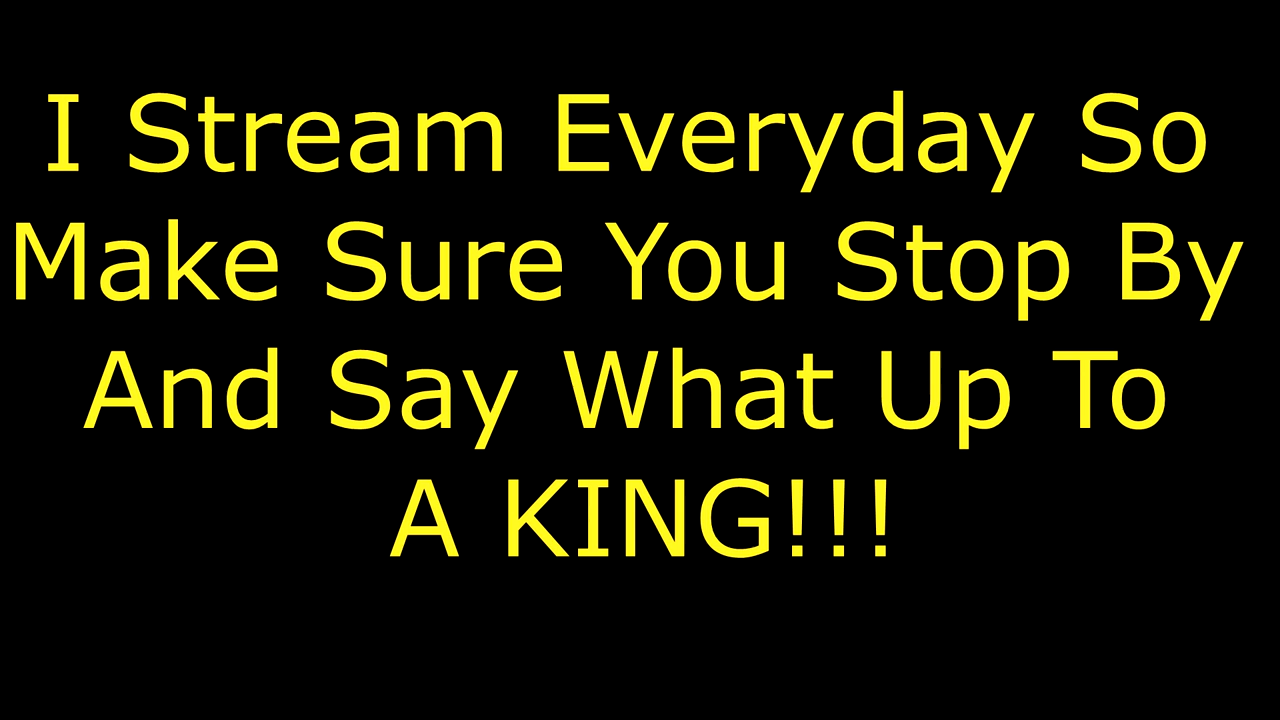 I Stream Everyday So
Make Sure You Stop By
And Say What Up To
A KING!!!